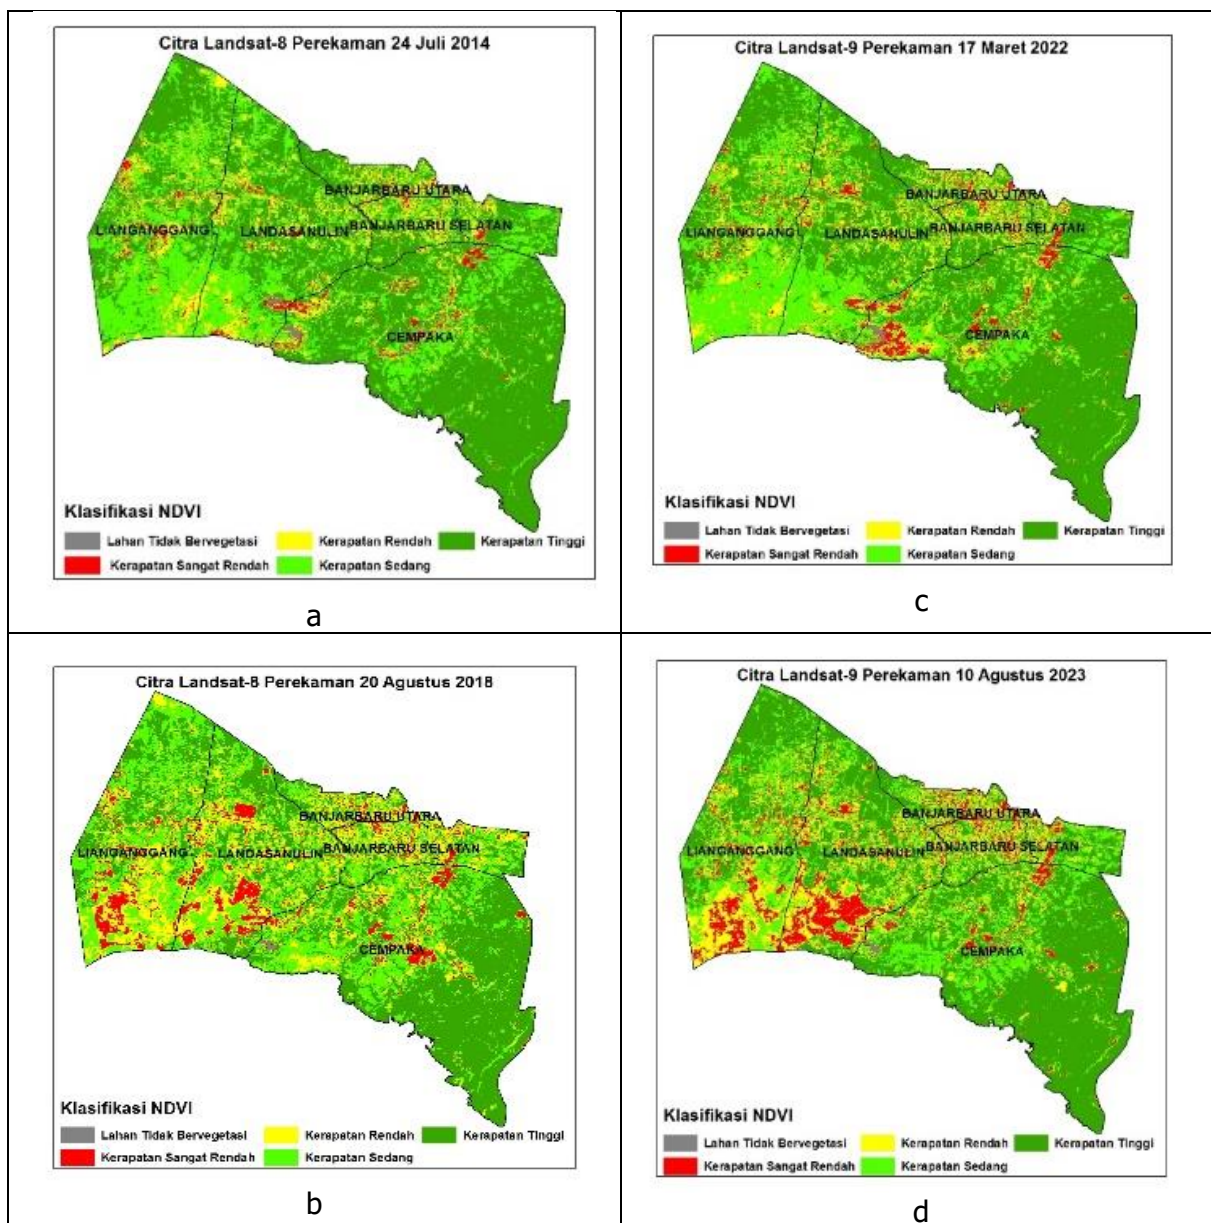 Citra Landsat-8 Perekaman 24 Juli 2014
BANJARBARU UTARA
LIANGANGGANG
LANDASANULIN
BANJARBARU SELATAN
CEMPAKA
Klasifikasi NDVI
Lahan Tidak Bervegetasi
Kerapatan Rendah
Kerapatan Tinggi
Kerapatan Sangat Rendah
Kerapatan Sedang
a
Citra Landsat-9 Perekaman 17 Maret 2022
BANJARBARU UTARA
LIANGANGGANG
LANDASANULIN
BANJARBARU SELATAN
CEMPAKA
Klasifikasi NDVI
Lahan Tidak Bervegetasi
Kerapatan Rendah
Kerapatan Tinggi
Kerapatan Sangat Rendah
Kerapatan Sedang
c
Citra Landsat-8 Perekaman 20 Agustus 2018
BANJARBARU UTARA
LIANGANGGANG
LANDASANULIN
BANJARBARU SELATAN
CEMPAKA
Klasifikasi NDVI
Lahan Tidak Bervegetasi
Kerapatan Rendah
Kerapatan Tinggi
Kerapatan Sangat Rendah
Kerapatan Sedang
b
Citra Landsat-9 Perekaman 10 Agustus 2023
BANJARBARU UTARA
LIANGANGGANG
LANDASANULIN
BANJARBARU SELATAN
CEMPAKA
Klasifikasi NDVI
Lahan Tidak Bervegetasi
Kerapatan Rendah
Kerapatan Tinggi
Kerapatan Sangat Rendah
Kerapatan Sedang
d